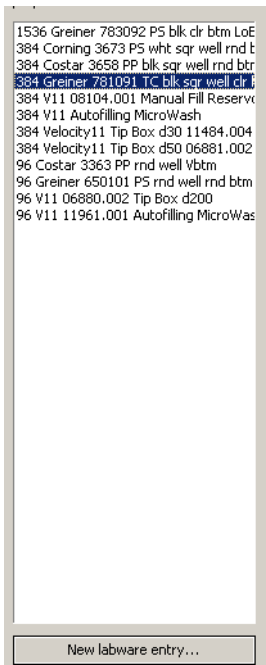 1536 Greiner 783092 PS blk clr btm LoE
384 Corning 3673 PS wht sqr well rnd b
384 Costar 3658 PP blk sqr well rnd btm
384 Greiner 781091 TC blk sqr well clr
384 V11 08104.001 Manual Fill Reservo
384 V11 Autofilling MicroWash
384 Velocity11 Tip Box d30 11484.004
384 Velocity11 Tip Box d50 06881.002
96 Costar 3363 PP rnd well Vbtm
96 Greiner 650101 PS rnd well rnd btm
96 V11 06880.002 Tip Box d200
96 V11 11961.001 Autofilling MicroWas
New labware entry...